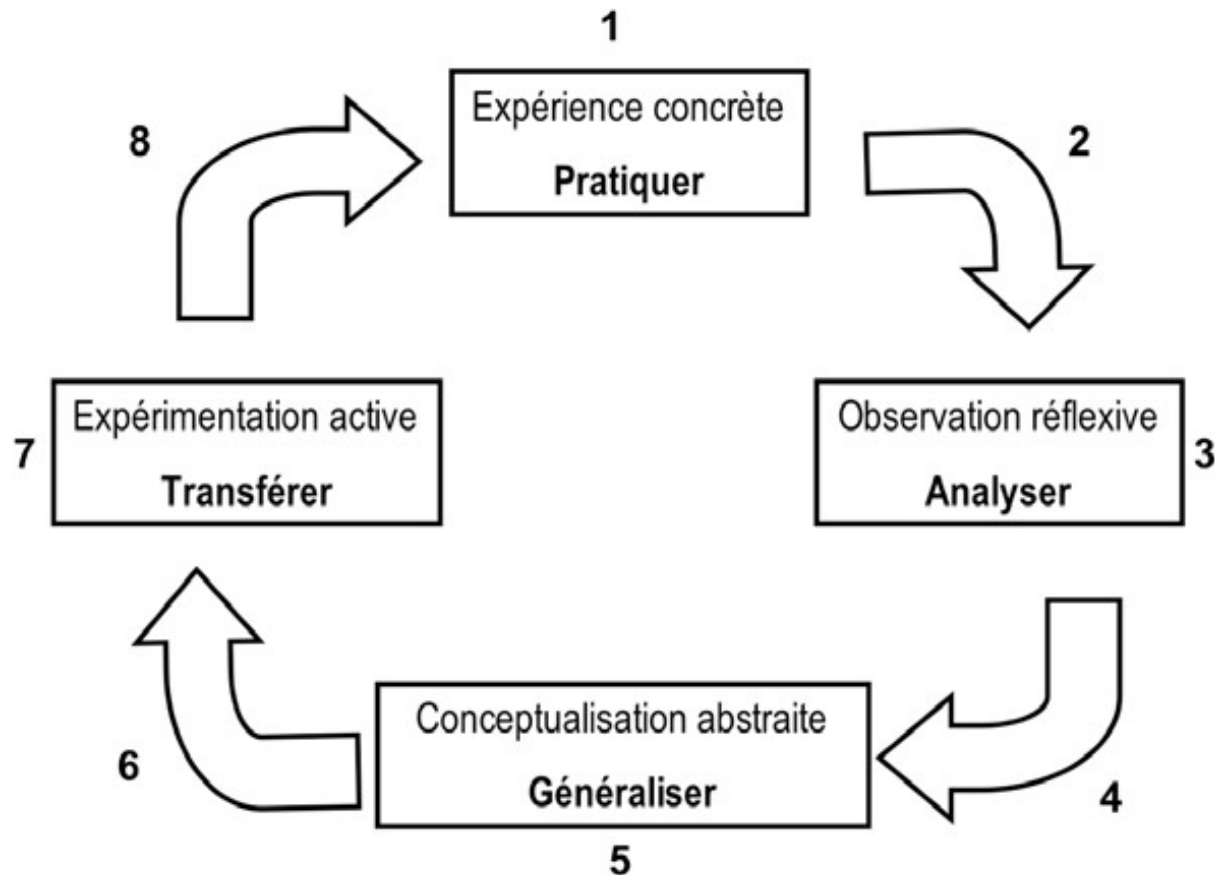 1
Expérience concrète
Pratiquer
2
Observation réflexive
Analyser
3
4
Conceptualisation abstraite
Généraliser
5
6
7
Expérimentation active
Transférer
8